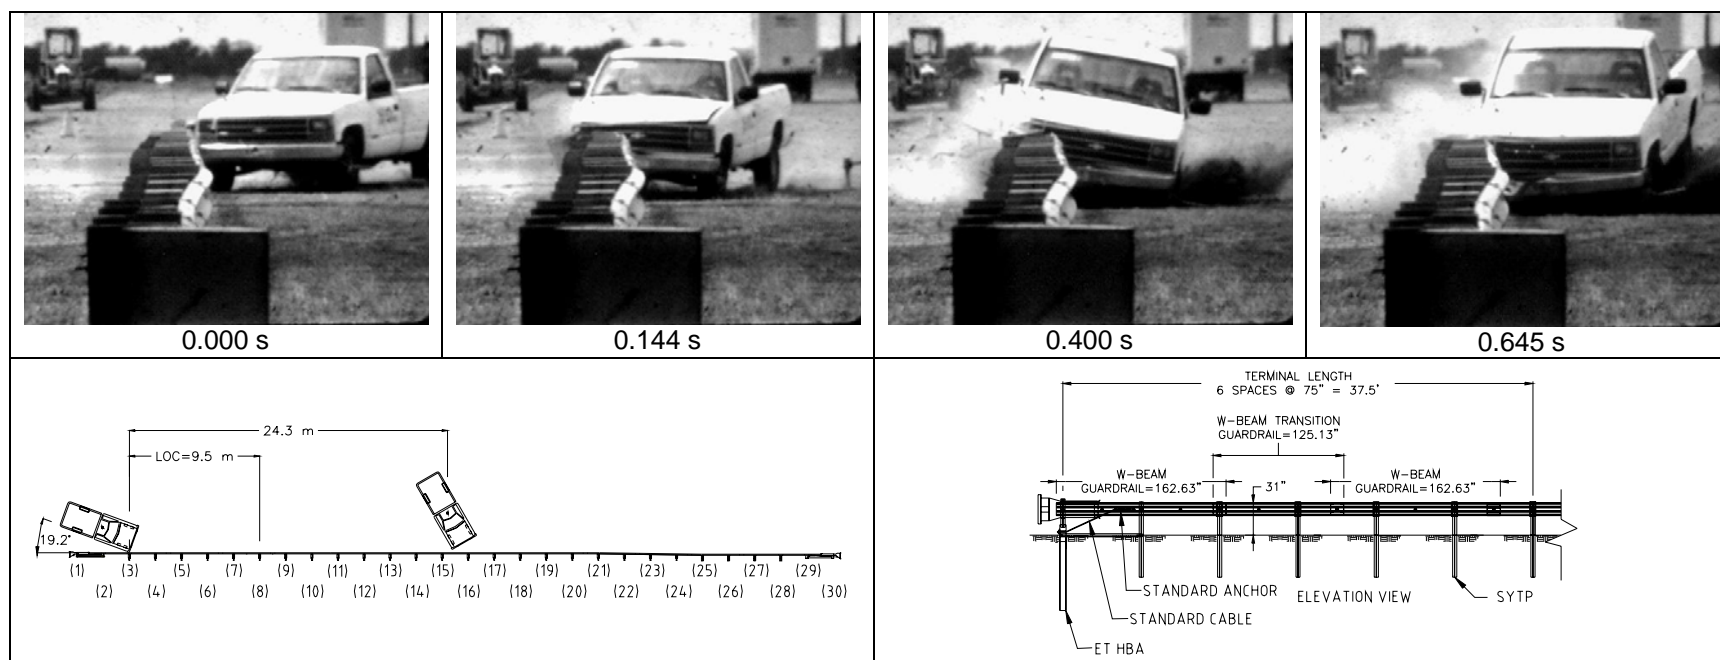 0.000 s
0.144 s
0.400 s
0.645 s
24.3 m
LOC=9.5 m
19.2°
(1) (3) (5) (7) (9) (11) (13) (15) (17) (19) (21) (23) (25) (27) (29)
(2) (4) (6) (8) (10) (12) (14) (16) (18) (20) (22) (24) (26) (28) (30)
TERMINAL LENGTH
6 SPACES @ 75" = 37.5'
W-BEAM TRANSITION
GUARDRAIL=125.13"
W-BEAM
GUARDRAIL=162.63"
31"
W-BEAM
GUARDRAIL=162.63"
STANDARD ANCHOR
ELEVATION VIEW
SYTP
STANDARD CABLE
ET HBA